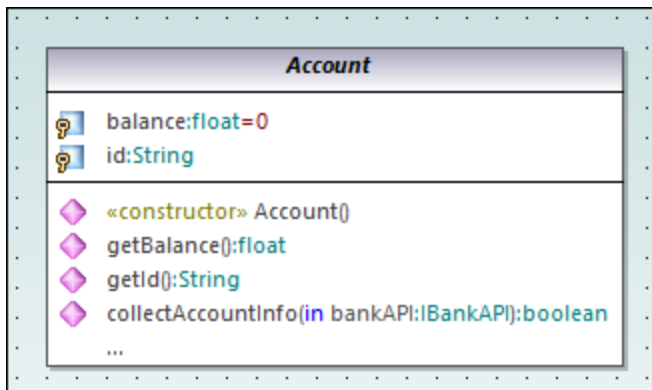 Account
balance:float=0
id:String
«constructor» Account()
getBalance():float
getId():String
collectAccountInfo(in bankAPI:IBankAPI):boolean
...